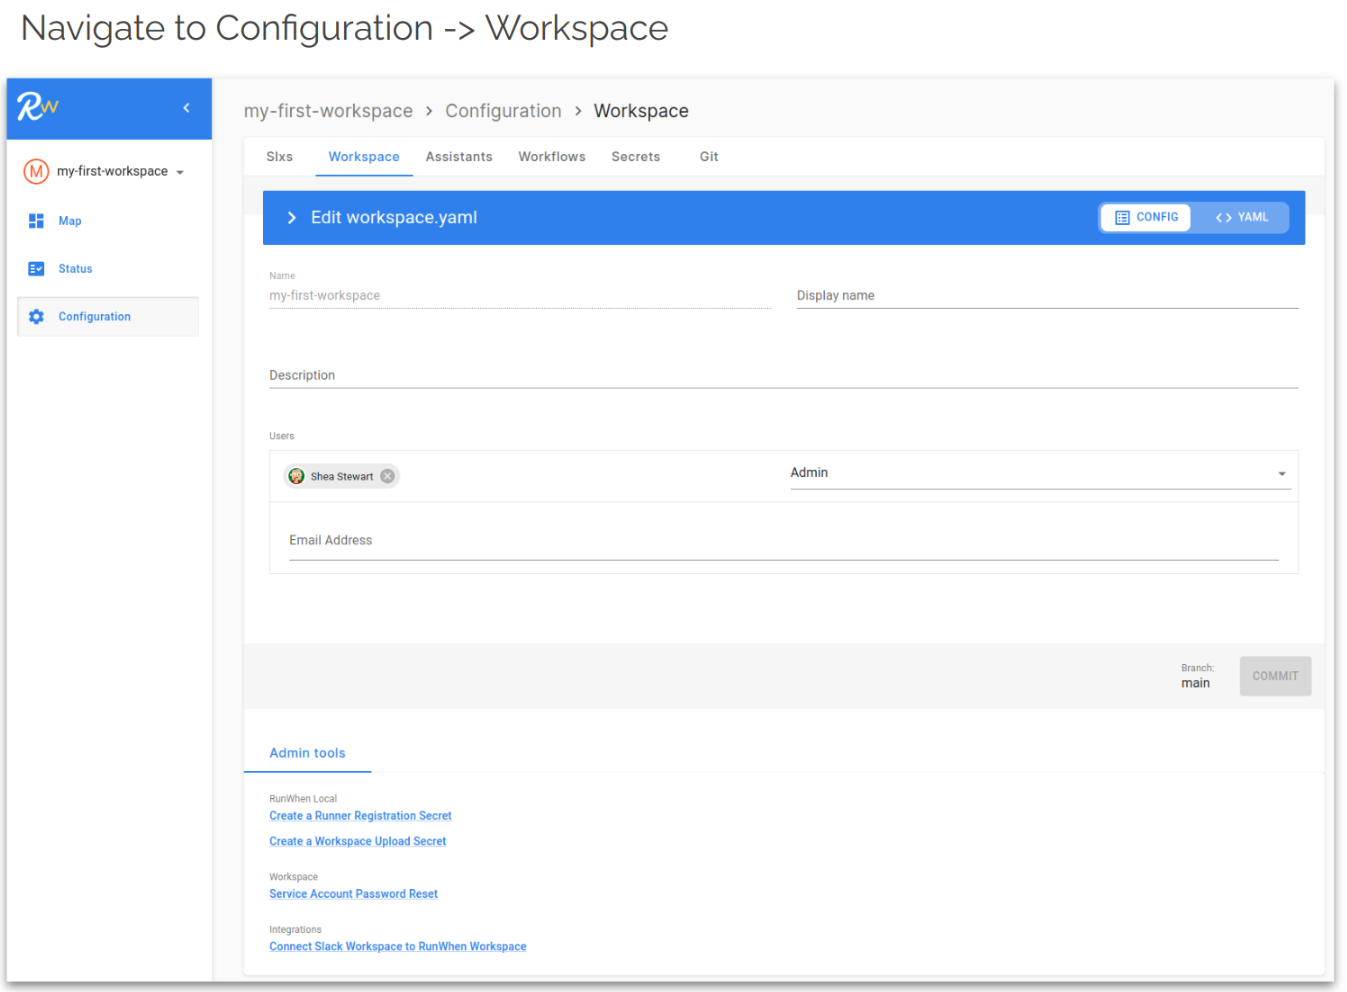 Navigate to Configuration -> Workspace
RW
my-first-workspace > Configuration > Workspace
M my-first-workspace
Map
Status
Configuration
Slxs Workspace Assistants Workflows Secrets Git
> Edit workspace.yaml CONFIG <> YAML
Name
my-first-workspace
Display name
Description
Users
Shea Stewart Admin
Email Address
Branch:
main
COMMIT
Admin tools
RunWhen Local
Create a Runner Registration Secret
Create a Workspace Upload Secret
Workspace
Service Account Password Reset
Integrations
Connect Slack Workspace to RunWhen Workspace